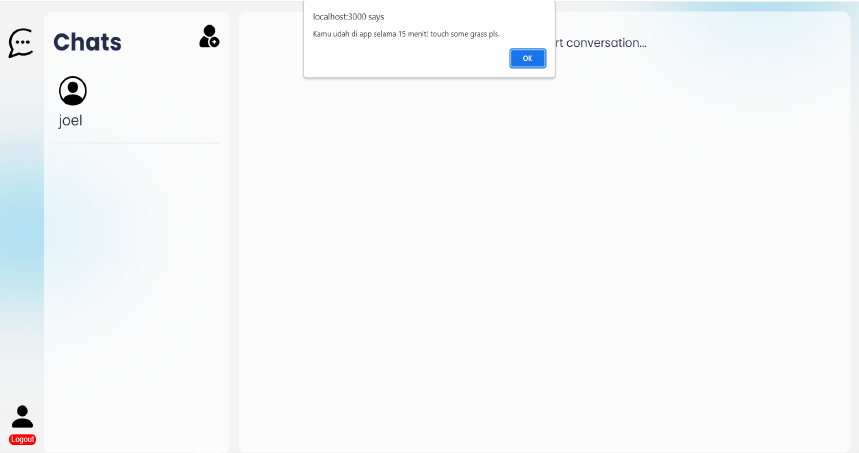 Chats
joel
Logout
localhost:3000 says
Kamu udah di app selama 15 menit! touch some grass pls.
OK
conversation...